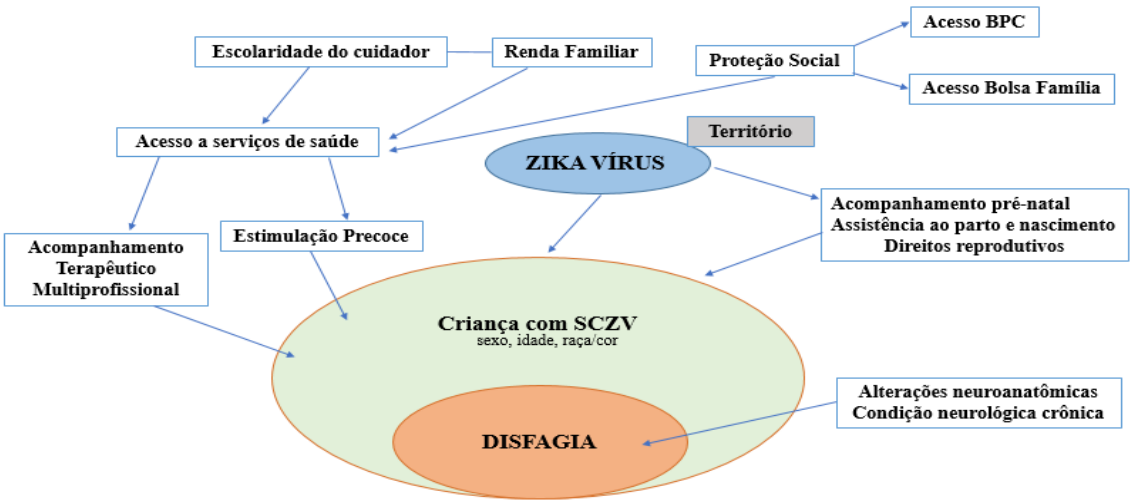 Acesso BPC
Escolaridade do cuidador
Renda Familiar
Proteção Social
Acesso Bolsa Família
Território
Acesso a serviços de saúde
ZIKA VÍRUS
Acompanhamento pré-natal
Assistência ao parto e nascimento
Direitos reprodutivos
Estimulação Precoce
Acompanhamento
Terapêutico
Multiprofissional
Criança com SCZV
sexo, idade, raça/cor
Alterações neuroanatômicas
Condição neurológica crônica
DISFAGIA